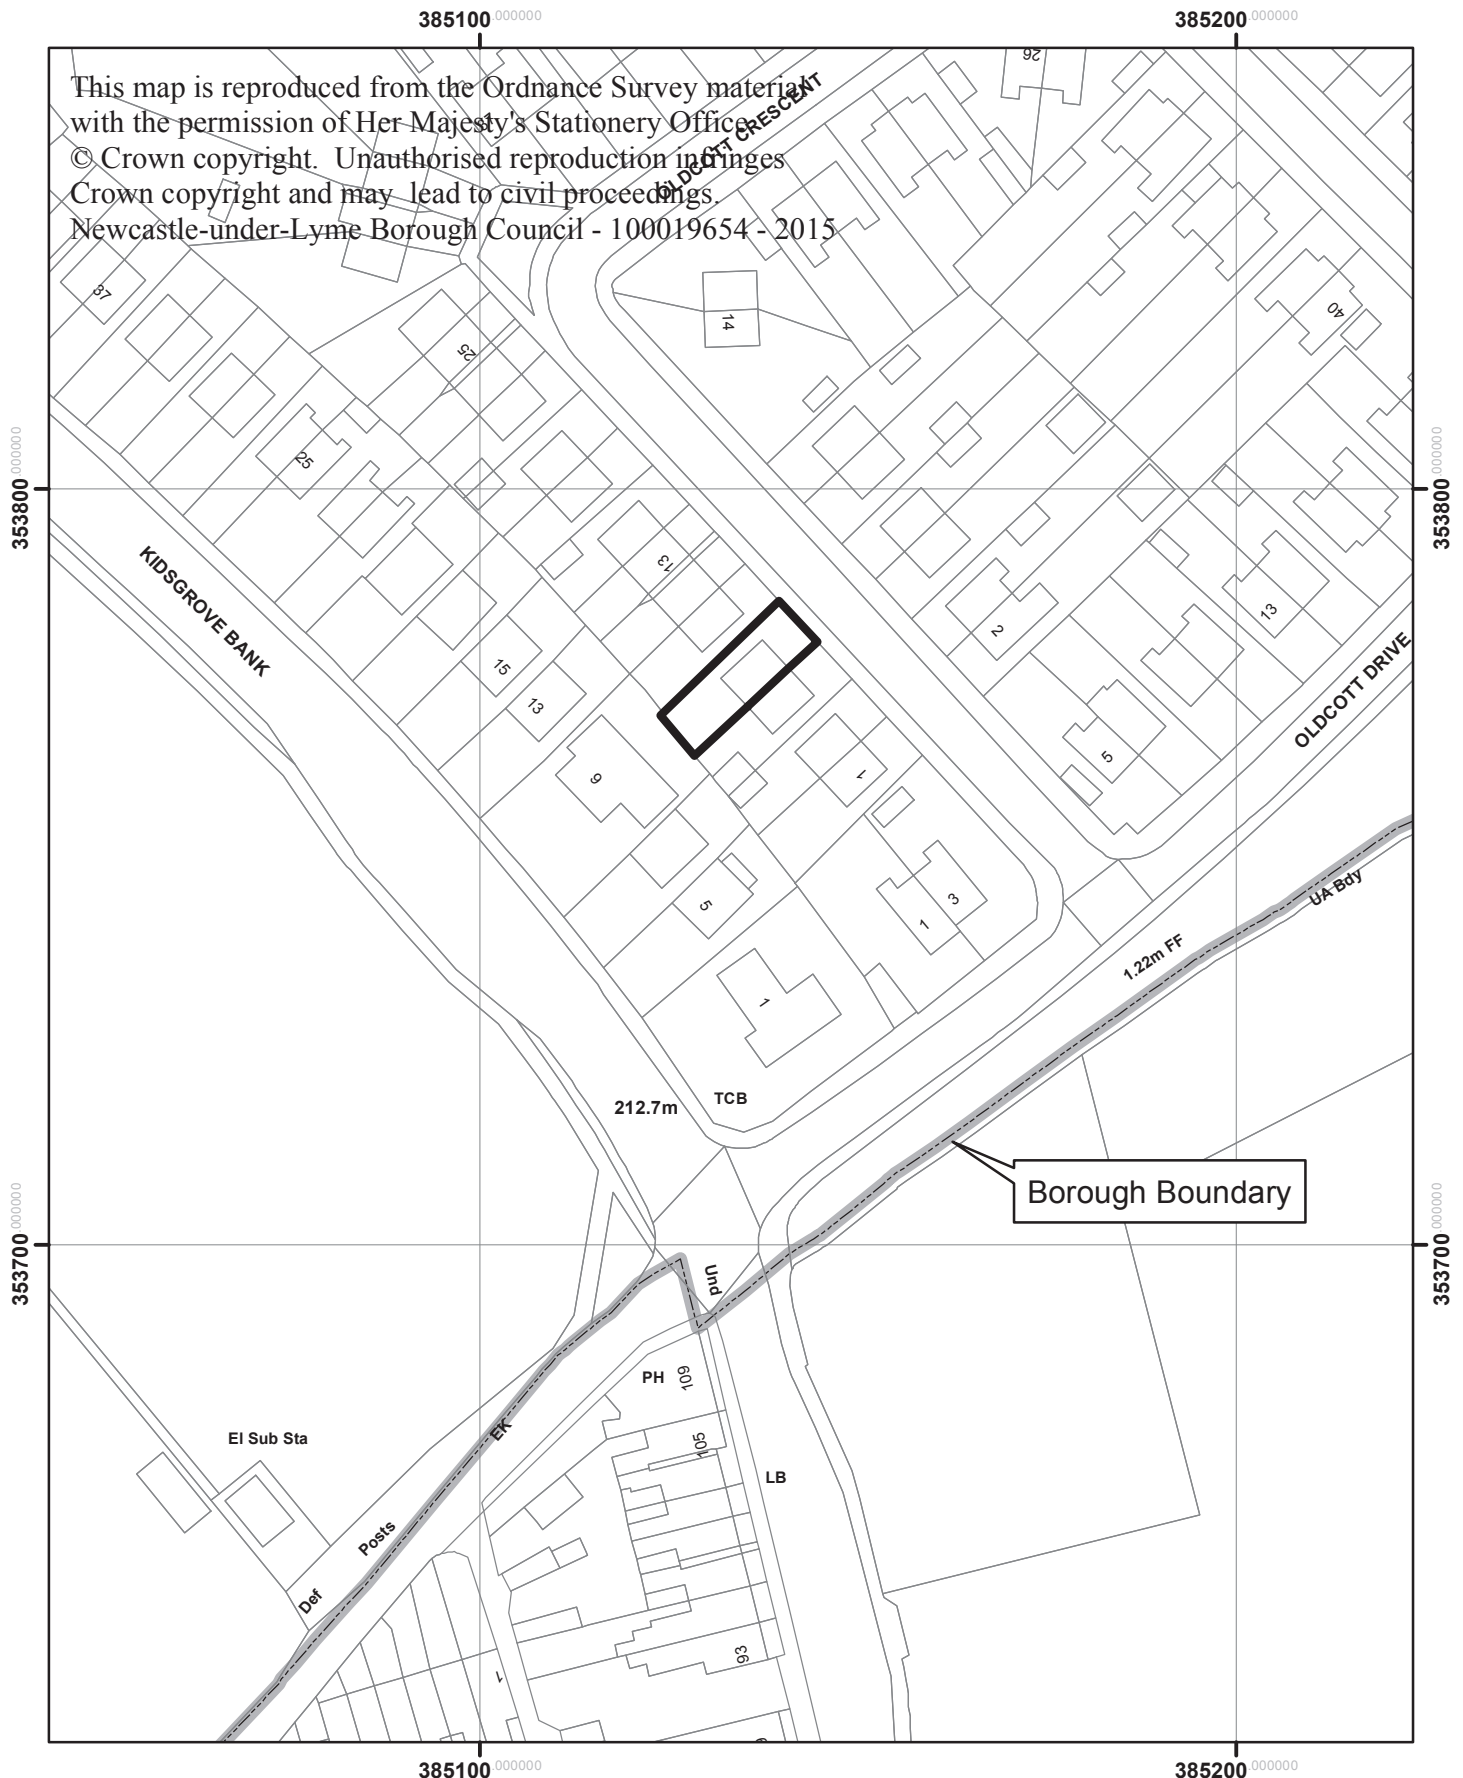 385100.000000
385200.000000
This map is reproduced from the Ordnance Survey material
with the permission of Her Majesty's Stationery Office
© Crown copyright.  Unauthorised reproduction infringes
Crown copyright and may  lead to civil proceedings.
Newcastle-under-Lyme Borough Council - 100019654 - 2015
OLDCOTT CRESCENT
26
37
14
40
25
25
353800.000000
353800.000000
KIDSGROVE BANK
13
2
13
15
13
OLDCOTT DRIVE
9
1
5
5
3
1
UA Bdy
1.22m FF
1
TCB
212.7m
Borough Boundary
353700.000000
353700.000000
Und
PH
109
EK
105
El Sub Sta
LB
Posts
Def
93
7
385100.000000
385200.000000